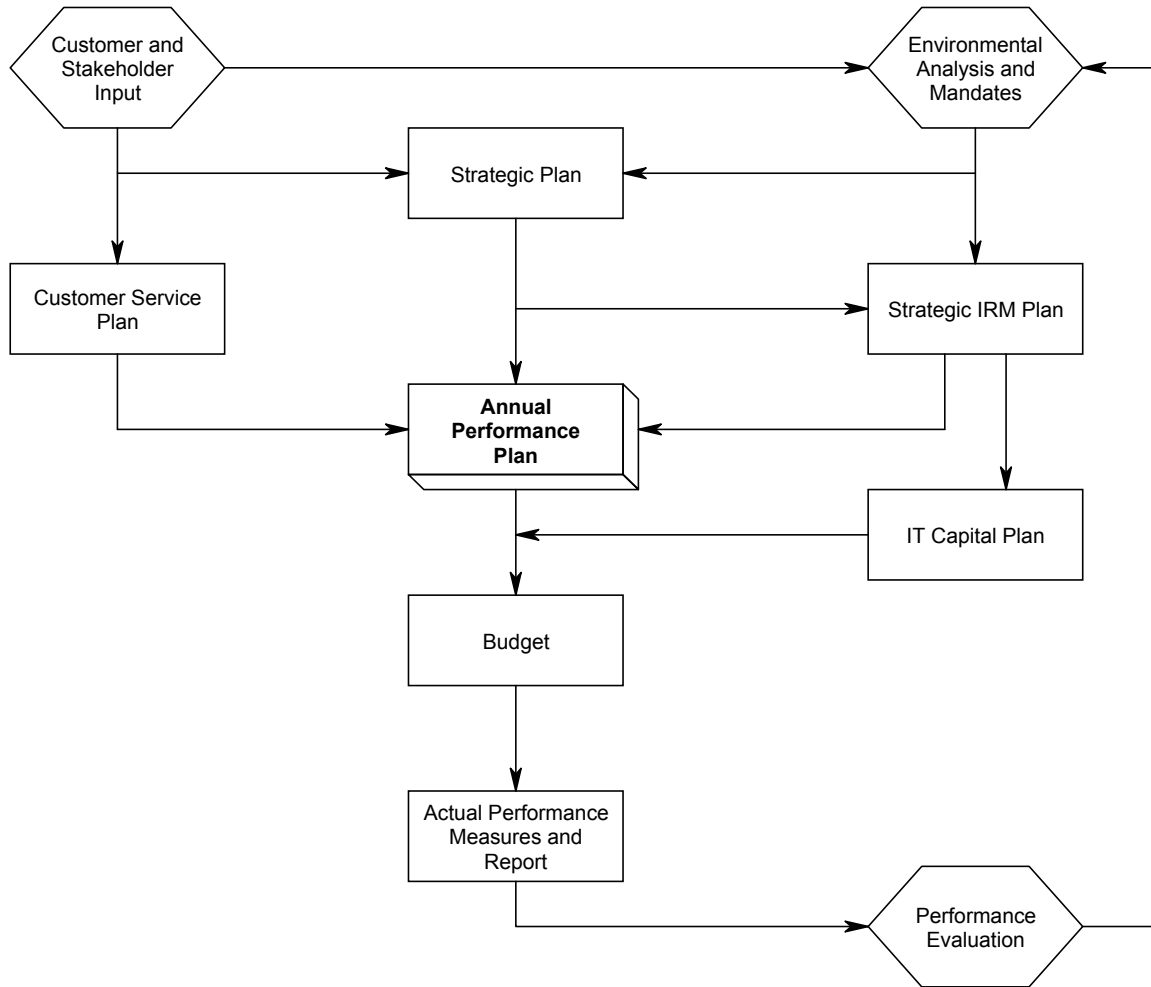 Customer and
Stakeholder
Input
Environmental
Analysis and
Mandates
Strategic Plan
Customer Service
Plan
Strategic IRM Plan
Annual
Performance
Plan
IT Capital Plan
Budget
Actual Performance
Measures and
Report
Performance
Evaluation